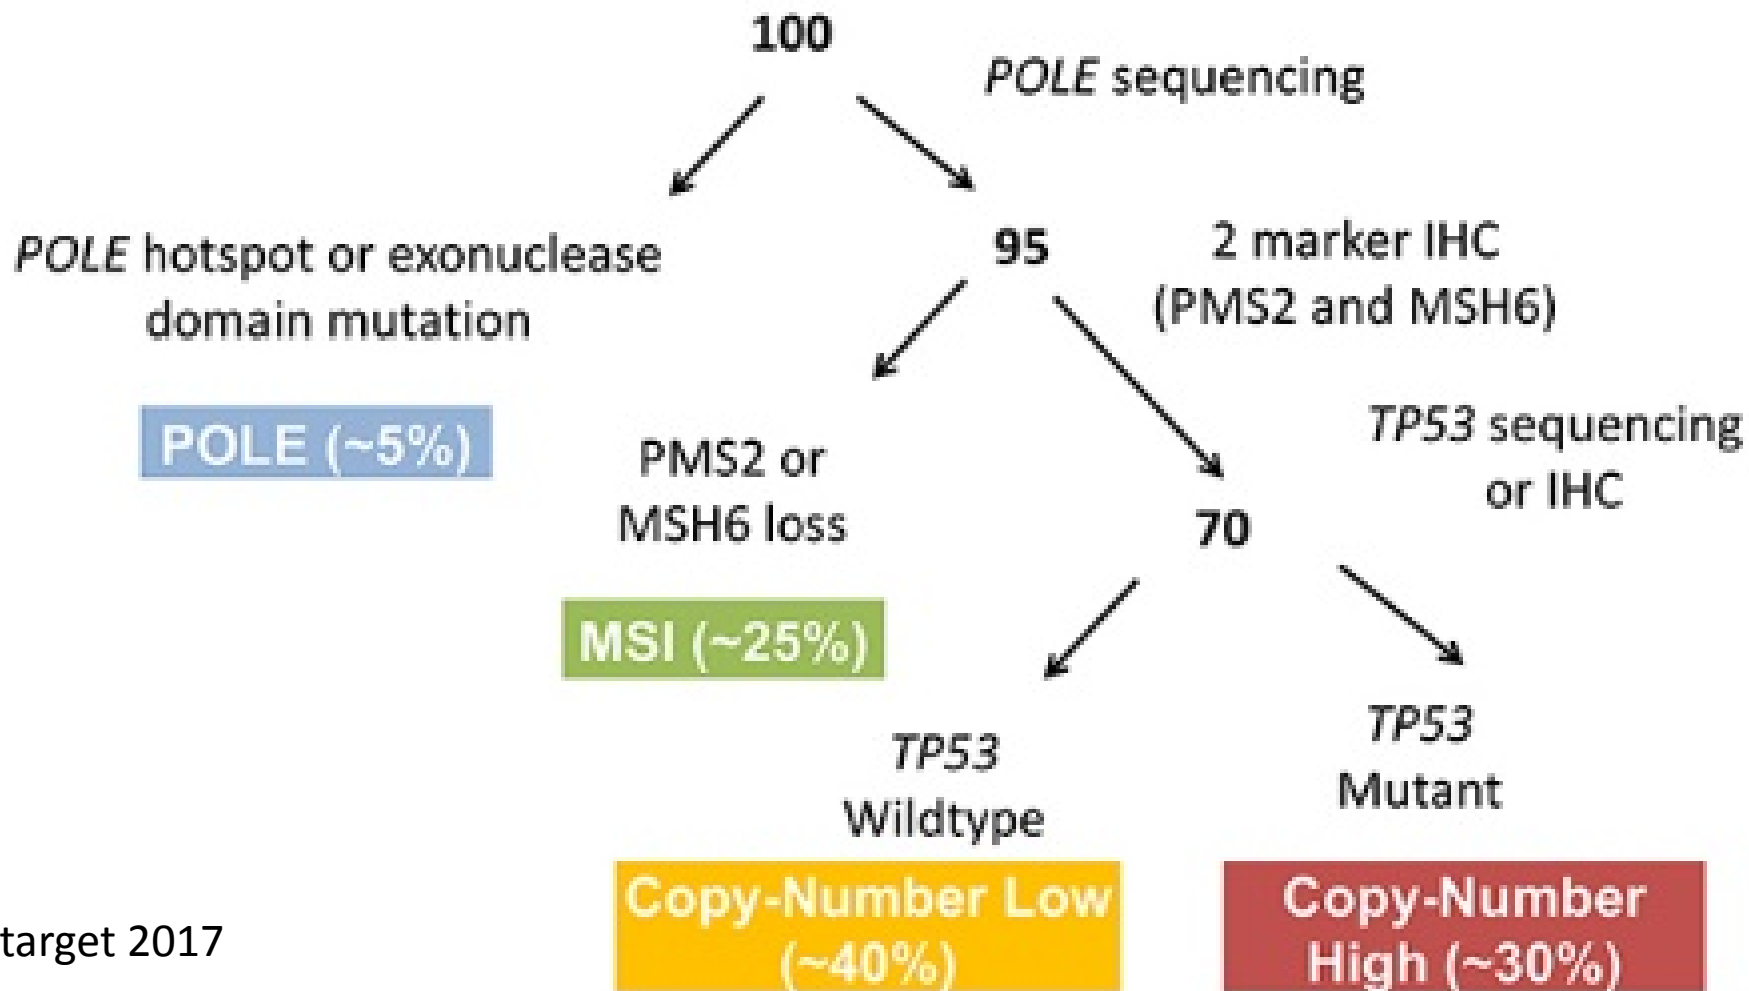 100
POLE sequencing
POLE hotspot or exonuclease
domain mutation
POLE (~5%)
95
2 marker IHC
(PMS2 and MSH6)
PMS2 or
MSH6 loss
MSI (~25%)
TP53 sequencing
or IHC
70
TP53
Wildtype
Copy-Number Low
(~40%)
TP53
Mutant
Copy-Number
High (~30%)
target 2017